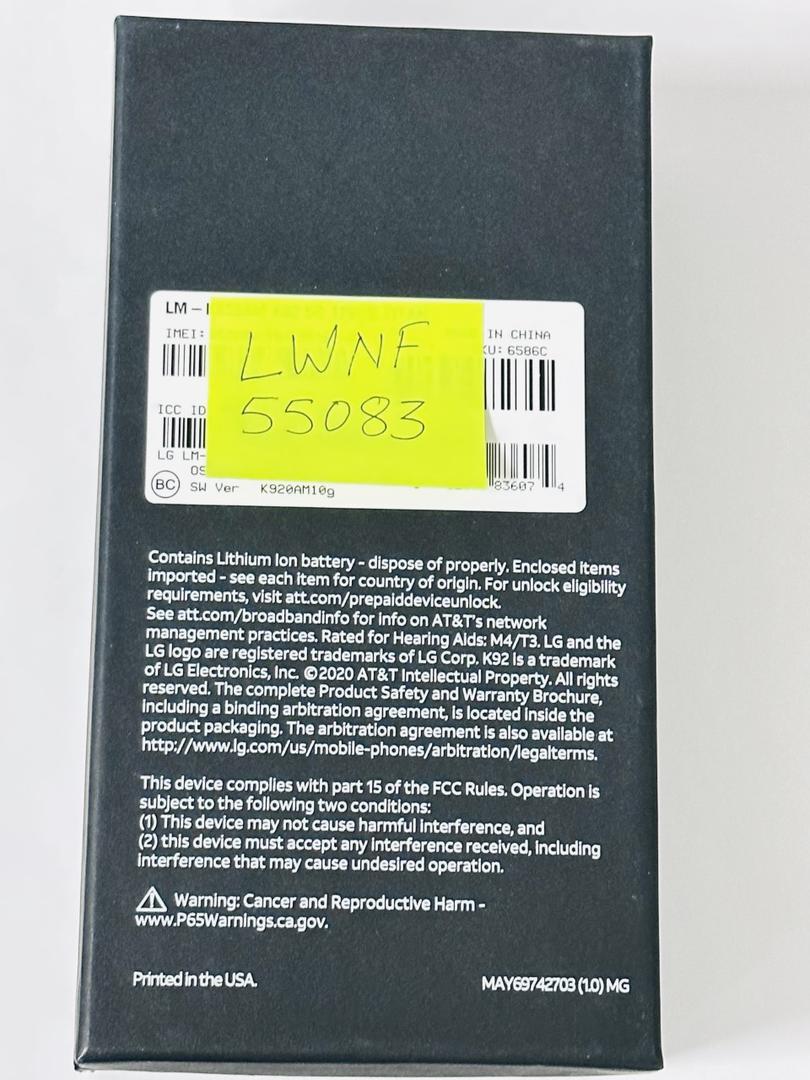 LM-
IMEI:
IN CHINA
KU: 6586C
LWNF
55083
ICC ID
LG LM-
OS
83607 4
BC SW Ver K920AM10g
Contains Lithium Ion battery - dispose of properly. Enclosed items
imported - see each item for country of origin. For unlock eligibility
requirements, visit att.com/prepaiddeviceunlock.
See att.com/broadbandinfo for info on AT&T's network
management practices. Rated for Hearing Aids: M4/T3. LG and the
LG logo are registered trademarks of LG Corp. K92 is a trademark
of LG Electronics, Inc. ©2020 AT&T Intellectual Property. All rights
reserved. The complete Product Safety and Warranty Brochure,
including a binding arbitration agreement, is located inside the
product packaging. The arbitration agreement is also available at
http://www.lg.com/us/mobile-phones/arbitration/legalterms.
This device complies with part 15 of the FCC Rules. Operation is
subject to the following two conditions:
(1) This device may not cause harmful interference, and
(2) this device must accept any interference received, including
interference that may cause undesired operation.
Warning: Cancer and Reproductive Harm -
www.P65Warnings.ca.gov.
Printed in the USA.
MAY69742703 (1.0) MG